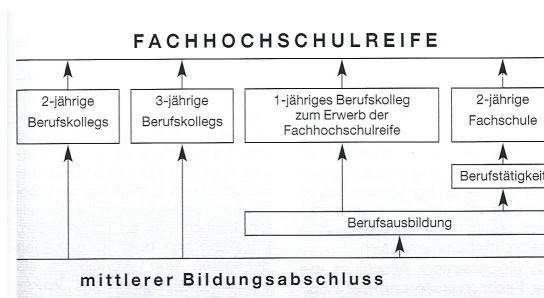 FACHHOCHSCHULREIFE
2-jährige
Berufskollegs
3-jährige
Berufskollegs
1-jähriges Berufskolleg
zum Erwerb der
Fachhochschulreife
2-jährige
Fachschule
Berufstätigkeit
Berufsausbildung
mittlerer Bildungsabschluss